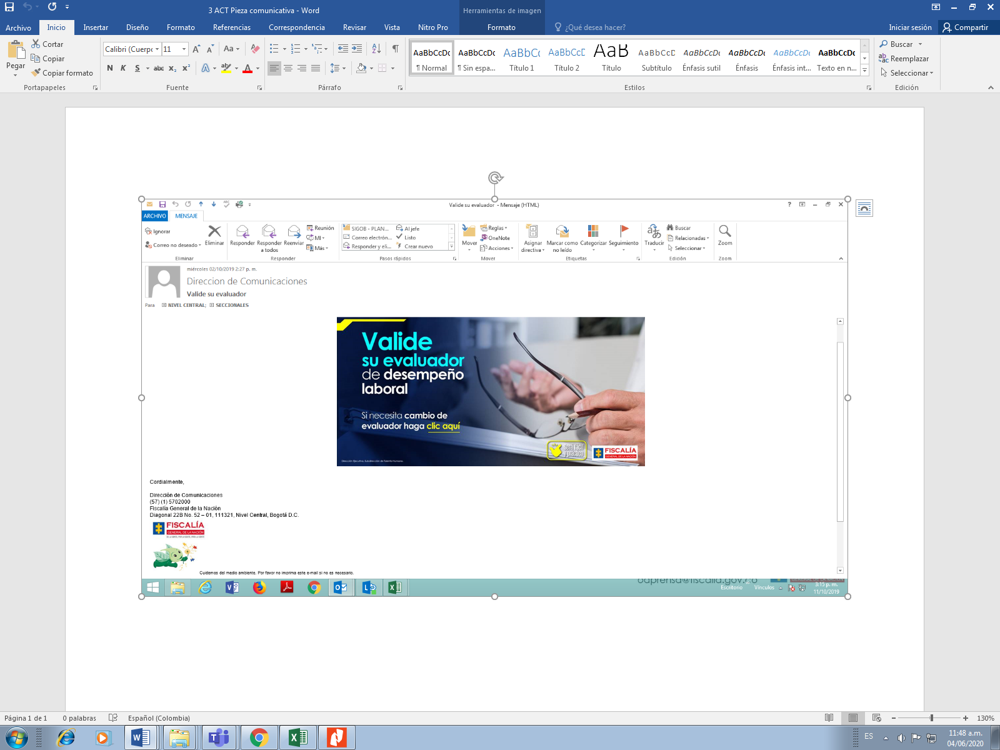 3 ACT Pieza comunicativa - Word
Herramientas de imagen
Archivo Inicio Insertar Diseño Formato Referencias Correspondencia Revisar Vista Nitro Pro Formato ¿Qué desea hacer? Iniciar sesión Compartir
Pegar
Cortar
Copiar
Copiar formato
Portapapeles
Calibri (Cuerpo 11
N K S abc x₂ x²
Fuente
Párrafo
AaBbCcDc AaBbCcDc AaBbCc AaBbCcD AaB AaBbCcD AaBbCcDc AaBbCcDc AaBbCcDc AaBbCcDc
¶ Normal ¶ Sin espa... Título 1 Título 2 Título Subtítulo Énfasis sutil Énfasis Énfasis int... Texto en n...
Estilos
Buscar
Reemplazar
Seleccionar
Edición
Valide su evaluador - Mensaje (HTML)
ARCHIVO MENSAJE
Ignorar
Correo no deseado
Eliminar
Eliminar
Responder
Responder a todos
Reenviar
Reunión
MI
Más
Responder
SIGOB - PLAN...
Correo electrón...
Responder y eli...
Al jefe
Listo
Crear nuevo
Pasos rápidos
Mover
Reglas
OneNote
Acciones
Mover
Asignar directiva
Marcar como no leído
Categorizar
Seguimiento
Etiquetas
Traducir
Buscar
Relacionadas
Seleccionar
Edición
Zoom
Zoom
miércoles 02/10/2019 2:27 p. m.
Direccion de Comunicaciones
Valide su evaluador
Para NIVEL CENTRAL; SECCIONALES
Valide
su evaluador
de desempeño
laboral
Si necesita cambio de
evaluador haga clic aquí
Será fácil
y práctico
FISCALÍA
GENERAL DE LA NACIÓN
Dirección Ejecutiva. Subdirección de Talento Humano.
Cordialmente,
Dirección de Comunicaciones
(57) (1) 5702000
Fiscalía General de la Nación
Diagonal 22B No. 52 – 01, 111321, Nivel Central, Bogotá D.C.
FISCALÍA
GENERAL DE LA NACIÓN
Cuidemos del medio ambiente. Por favor no imprima este e-mail si no es necesario.
Escritorio Vínculos
3:15 p. m.
11/10/2019
Página 1 de 1 0 palabras Español (Colombia) 130%
ES
11:48 a.m.
04/06/2020